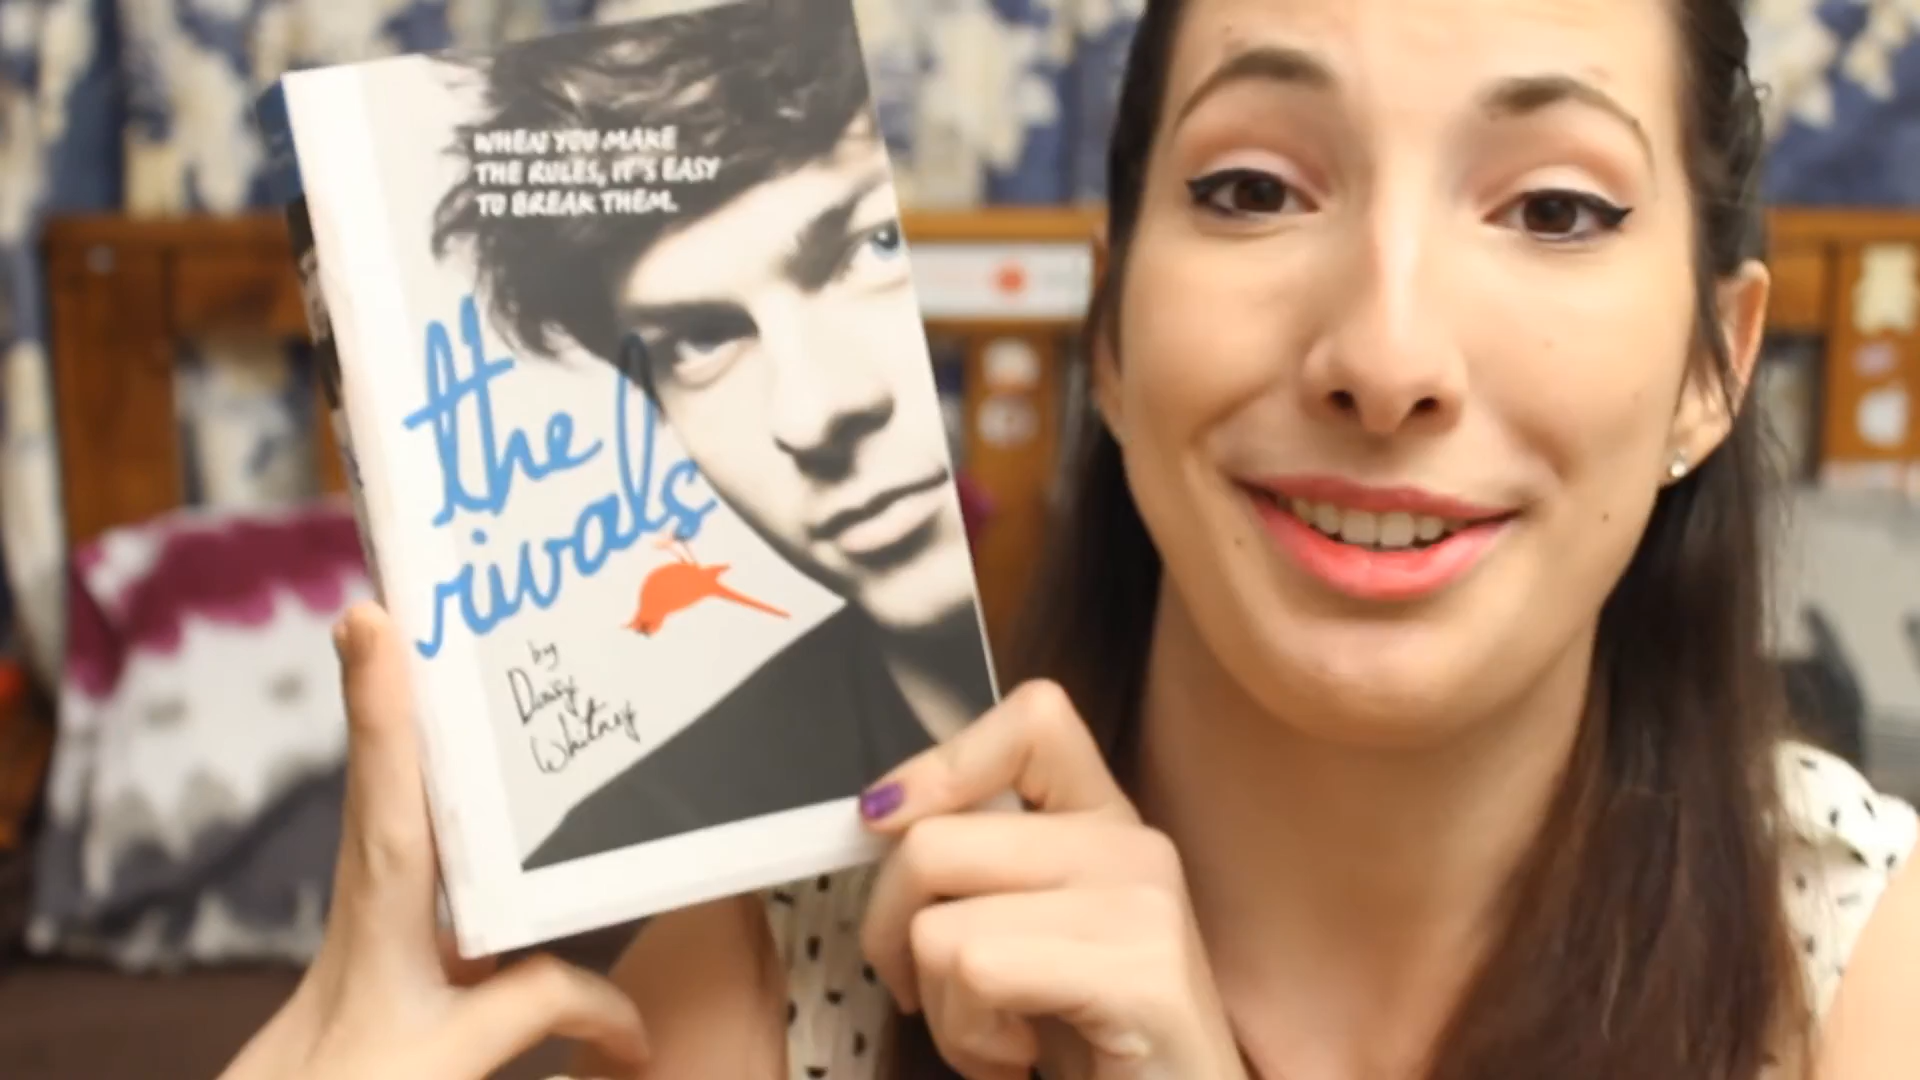 WHEN YOU MAKE
THE RULES, IT'S EASY
TO BREAK THEM.
the
rivals
by
Daisy
Whitney